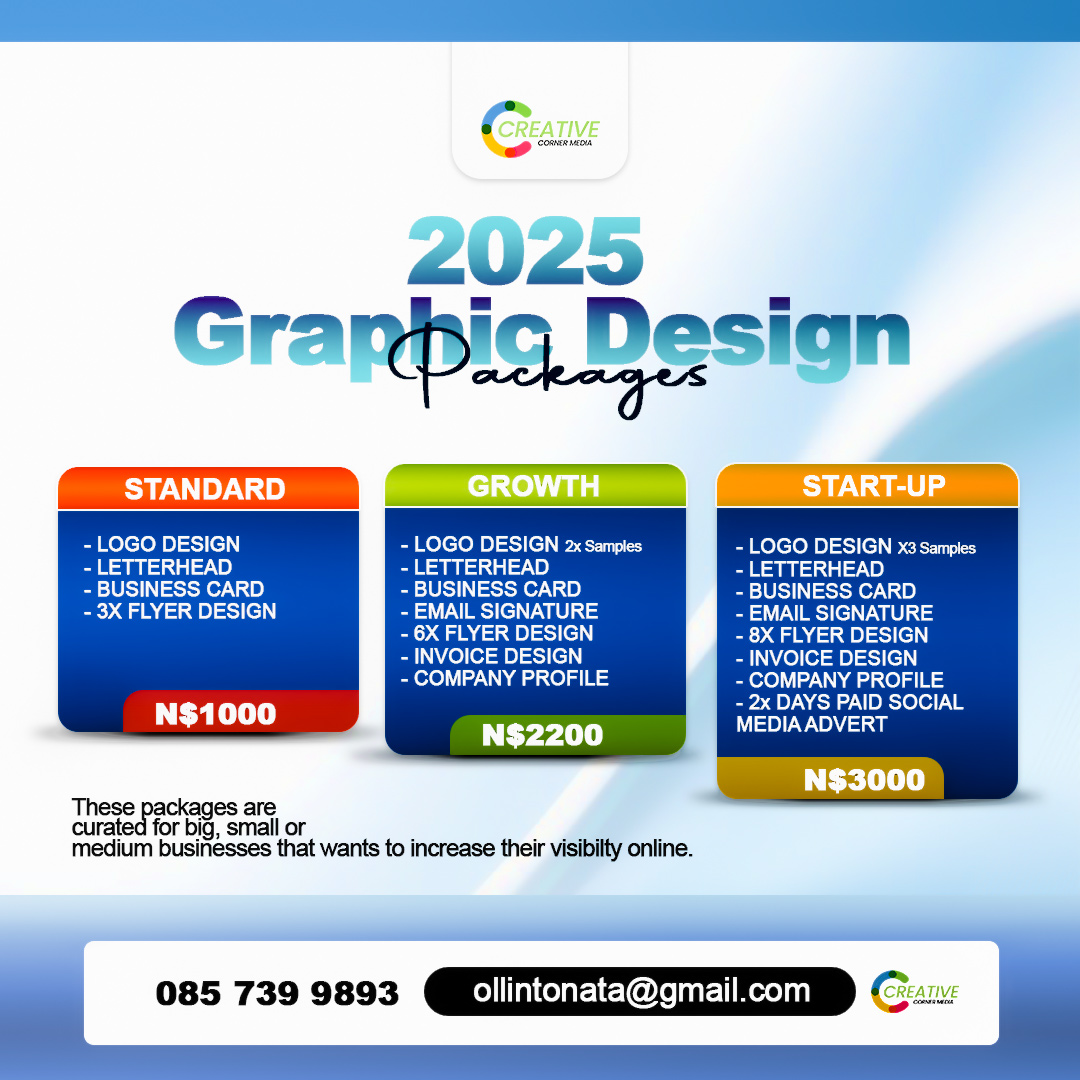 CREATIVE
CORNER MEDIA
2025
Graphic Design
Packages
STANDARD
- LOGO DESIGN
- LETTERHEAD
- BUSINESS CARD
- 3X FLYER DESIGN
N$1000
GROWTH
- LOGO DESIGN 2x Samples
- LETTERHEAD
- BUSINESS CARD
- EMAIL SIGNATURE
- 6X FLYER DESIGN
- INVOICE DESIGN
- COMPANY PROFILE
N$2200
START-UP
- LOGO DESIGN X3 Samples
- LETTERHEAD
- BUSINESS CARD
- EMAIL SIGNATURE
- 8X FLYER DESIGN
- INVOICE DESIGN
- COMPANY PROFILE
- 2x DAYS PAID SOCIAL
MEDIA ADVERT
N$3000
These packages are
curated for big, small or
medium businesses that wants to increase their visibilty online.
085 739 9893
ollintonata@gmail.com
CREATIVE
CORNER MEDIA